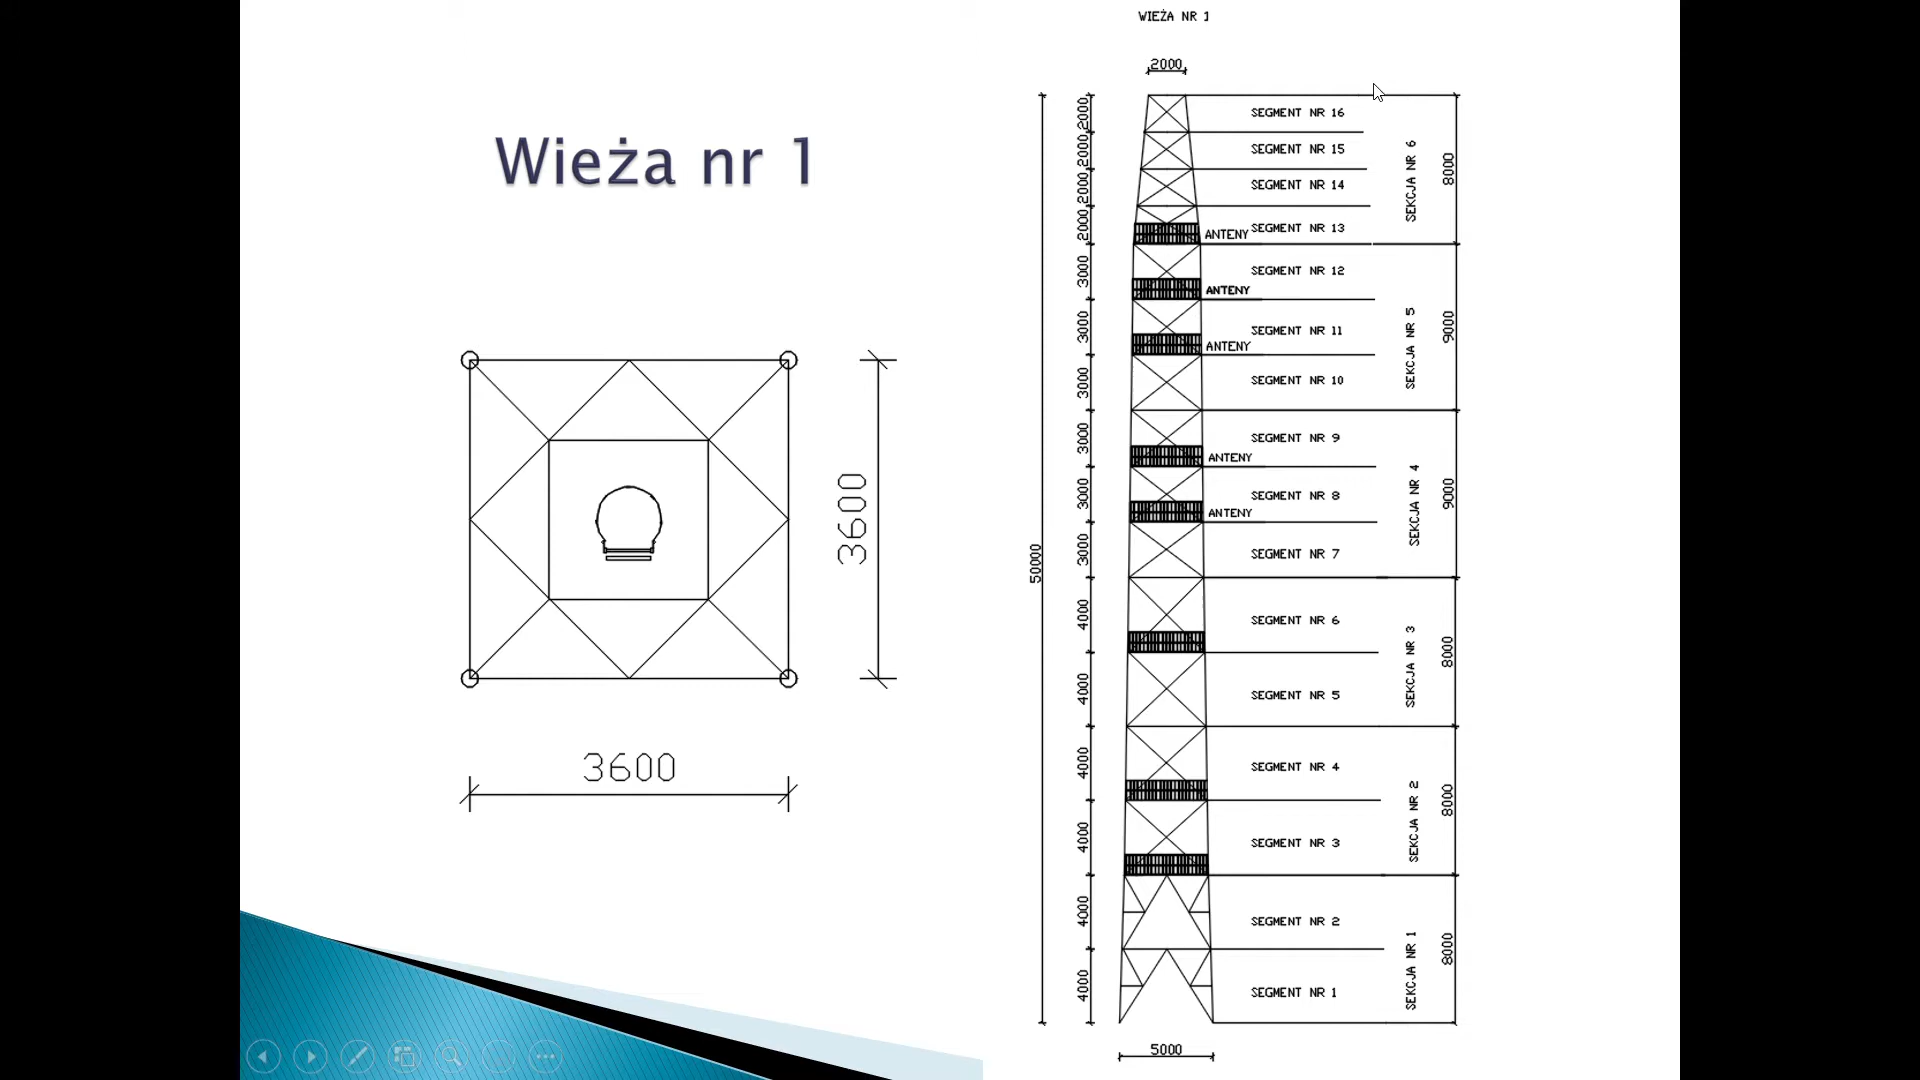 Wieża nr 1
3600
3600
WIEŻA NR 1
2000
50000
2000
2000
2000
2000
3000
3000
3000
3000
3000
3000
4000
4000
4000
4000
4000
4000
SEGMENT NR 16
SEGMENT NR 15
SEGMENT NR 14
SEGMENT NR 13
ANTENY
SEGMENT NR 12
ANTENY
SEGMENT NR 11
ANTENY
SEGMENT NR 10
SEGMENT NR 9
ANTENY
SEGMENT NR 8
ANTENY
SEGMENT NR 7
SEGMENT NR 6
SEGMENT NR 5
SEGMENT NR 4
SEGMENT NR 3
SEGMENT NR 2
SEGMENT NR 1
SEKCJA NR 6
8000
SEKCJA NR 5
9000
SEKCJA NR 4
9000
SEKCJA NR 3
8000
SEKCJA NR 2
8000
SEKCJA NR 1
8000
5000